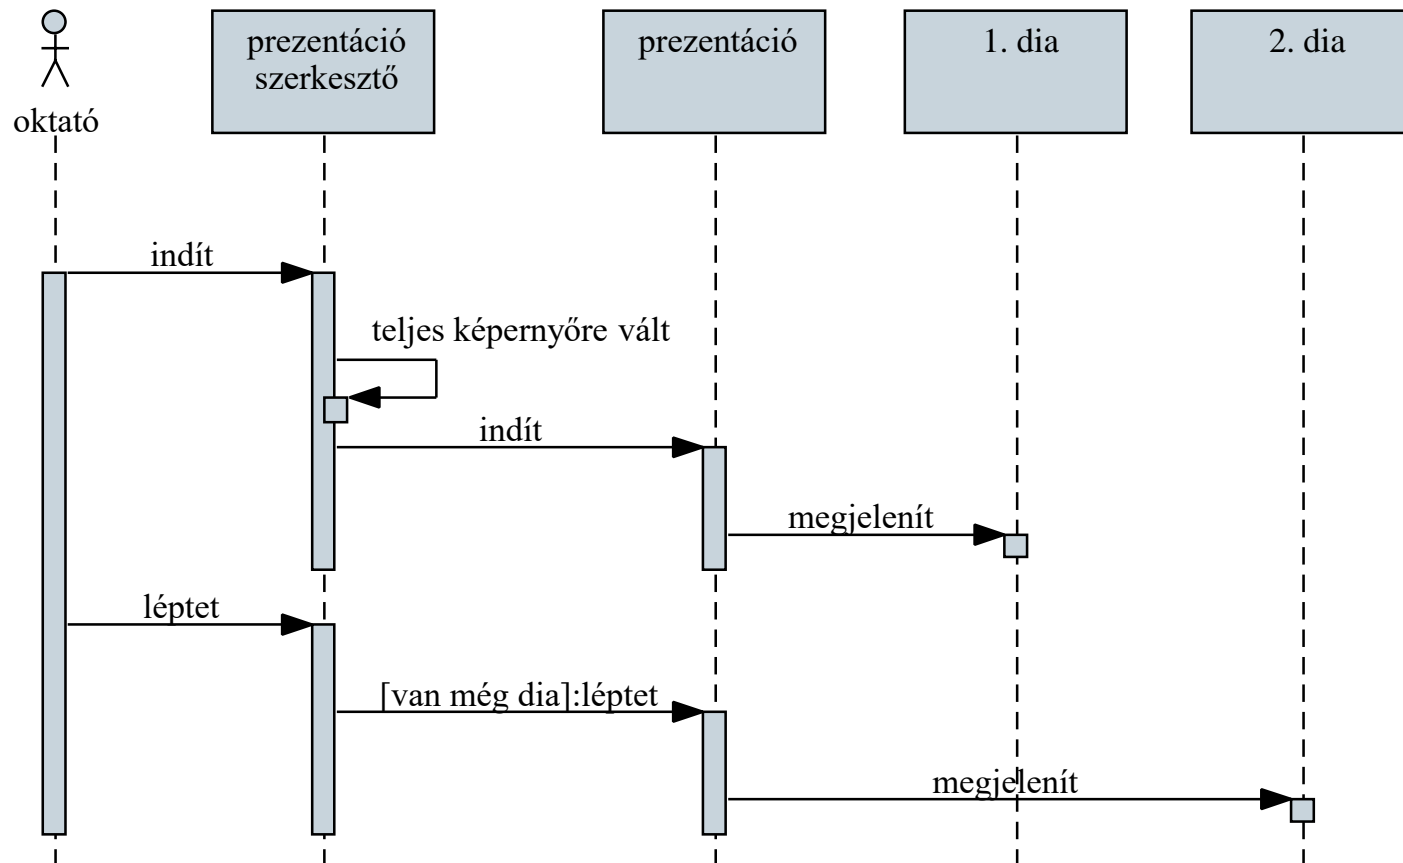 oktató
prezentáció
szerkesztő
prezentáció
1. dia
2. dia
indít
teljes képernyőre vált
indít
megjelenít
léptet
[van még dia]:léptet
megjelenít